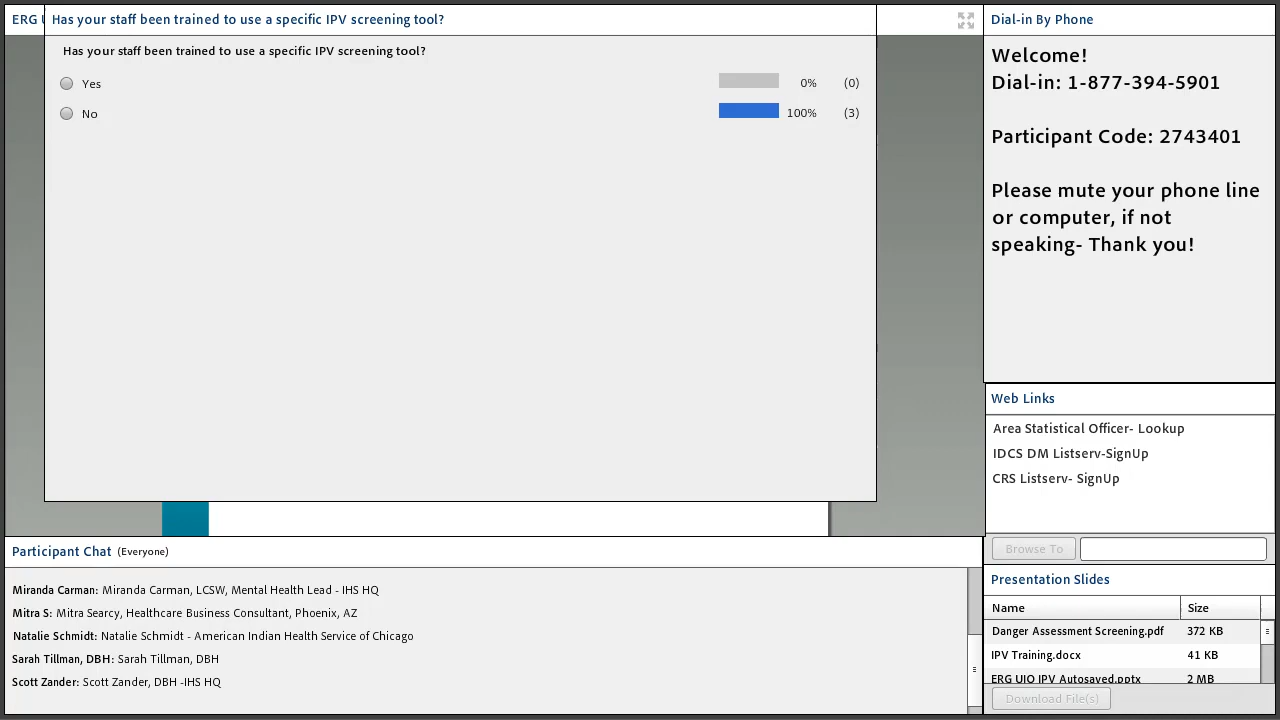 ERG U
Has your staff been trained to use a specific IPV screening tool?
Has your staff been trained to use a specific IPV screening tool?
Yes 0% (0)
No 100% (3)
Dial-in By Phone
Welcome!
Dial-in: 1-877-394-5901
Participant Code: 2743401
Please mute your phone line
or computer, if not
speaking- Thank you!
Web Links
Area Statistical Officer- Lookup
IDCS DM Listserv-SignUp
CRS Listserv- SignUp
Browse To
Participant Chat (Everyone)
Miranda Carman: Miranda Carman, LCSW, Mental Health Lead - IHS HQ
Mitra S: Mitra Searcy, Healthcare Business Consultant, Phoenix, AZ
Natalie Schmidt: Natalie Schmidt - American Indian Health Service of Chicago
Sarah Tillman, DBH: Sarah Tillman, DBH
Scott Zander: Scott Zander, DBH -IHS HQ
Presentation Slides
Name Size
Danger Assessment Screening.pdf 372 KB
IPV Training.docx 41 KB
ERG UIO IPV Autosaved.pptx 2 MB
Download File(s)